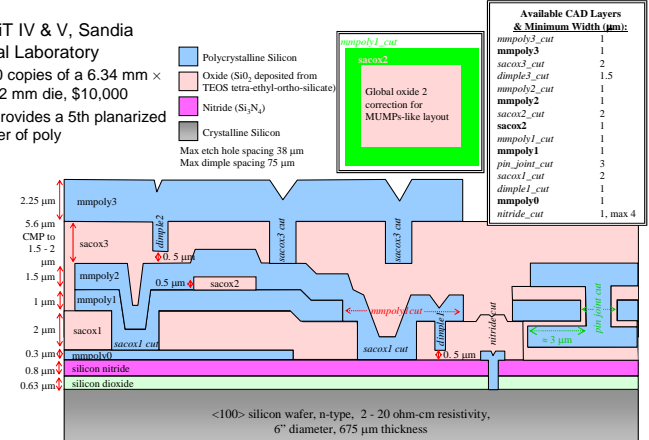 iT IV & V, Sandia
al Laboratory
0 copies of a 6.34 mm ×
2 mm die, $10,000
rovides a 5th planarized
er of poly
Polycrystalline Silicon
Oxide (Si0₂ deposited from
TEOS tetra-ethyl-ortho-silicate)
Nitride (Si₃N₄)
Crystalline Silicon
Max etch hole spacing 38 μm
Max dimple spacing 75 μm
mmpoly1_cut
sacox2
Global oxide 2
correction for
MUMPs-like layout
Available CAD Layers
& Minimum Width (μm):
mmpoly3_cut 1
mmpoly3 1
sacox3_cut 2
dimple3_cut 1.5
mmpoly2_cut 1
mmpoly2 1
sacox2_cut 2
sacox2 1
mmpoly1_cut 1
mmpoly1 1
pin_joint_cut 3
sacox1_cut 2
dimple1_cut 1
mmpoly0 1
nitride_cut 1, max 4
2.25 μm
mmpoly3
5.6 μm
CMP to
1.5 - 2
μm
sacox3
dimple2
0. 5 μm
sacox3 cut
sacox3 cut
1.5 μm
mmpoly2
0.5 μm
sacox2
1 μm
mmpoly1
mmpoly1cut
2 μm
sacox1
sacox1 cut
sacox1 cut
dimple1
0. 5 μm
nitride cut
pin joint cut
≈ 3 μm
0.3 μm
mmpoly0
0.8 μm
silicon nitride
0.63 μm
silicon dioxide
<100> silicon wafer, n-type, 2 - 20 ohm-cm resistivity,
6” diameter, 675 μm thickness